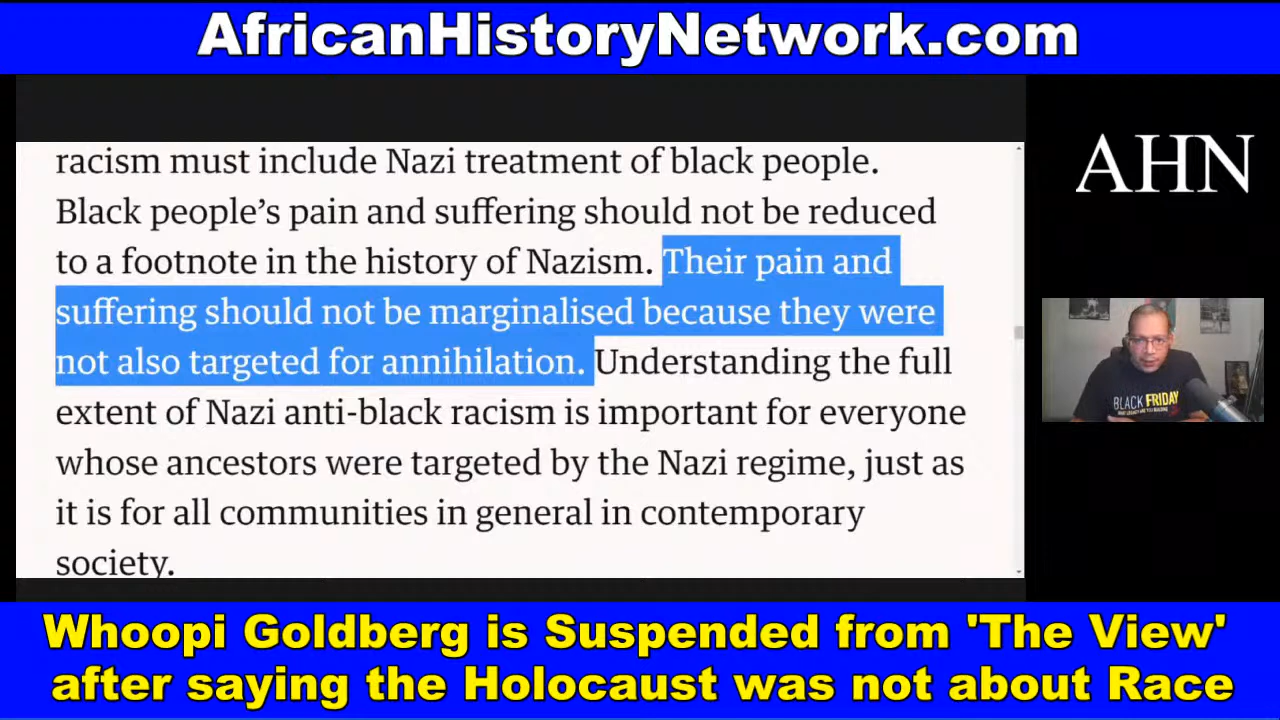 AfricanHistoryNetwork.com
racism must include Nazi treatment of black people.
Black people's pain and suffering should not be reduced
to a footnote in the history of Nazism. Their pain and
suffering should not be marginalised because they were
not also targeted for annihilation. Understanding the full
extent of Nazi anti-black racism is important for everyone
whose ancestors were targeted by the Nazi regime, just as
it is for all communities in general in contemporary
society.
AHN
BLACK FRIDAY
Whoopi Goldberg is Suspended from 'The View'
after saying the Holocaust was not about Race